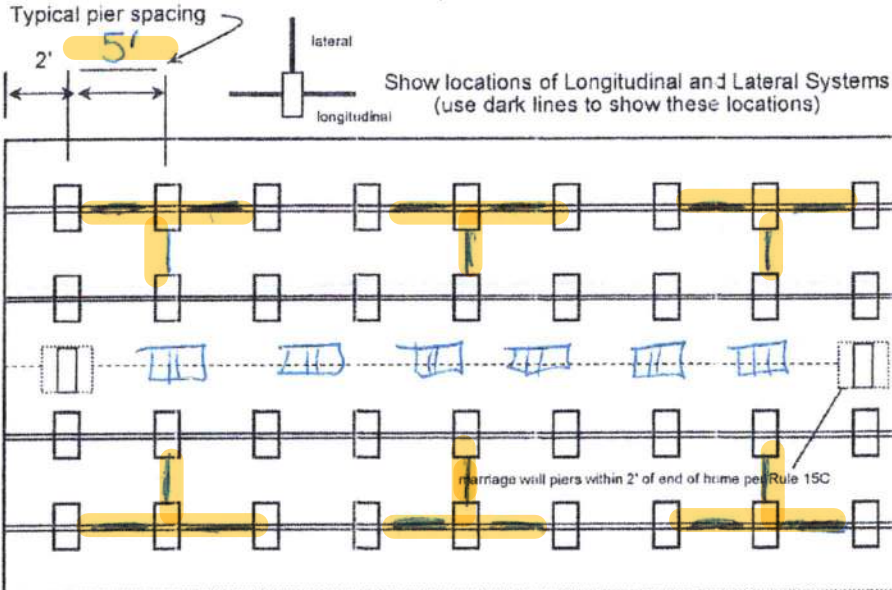 Typical pier spacing
2'
5'
lateral
longitudinal
Show locations of Longitudinal and Lateral Systems
(use dark lines to show these locations)
marriage wall piers within 2' of end of home per Rule 15C